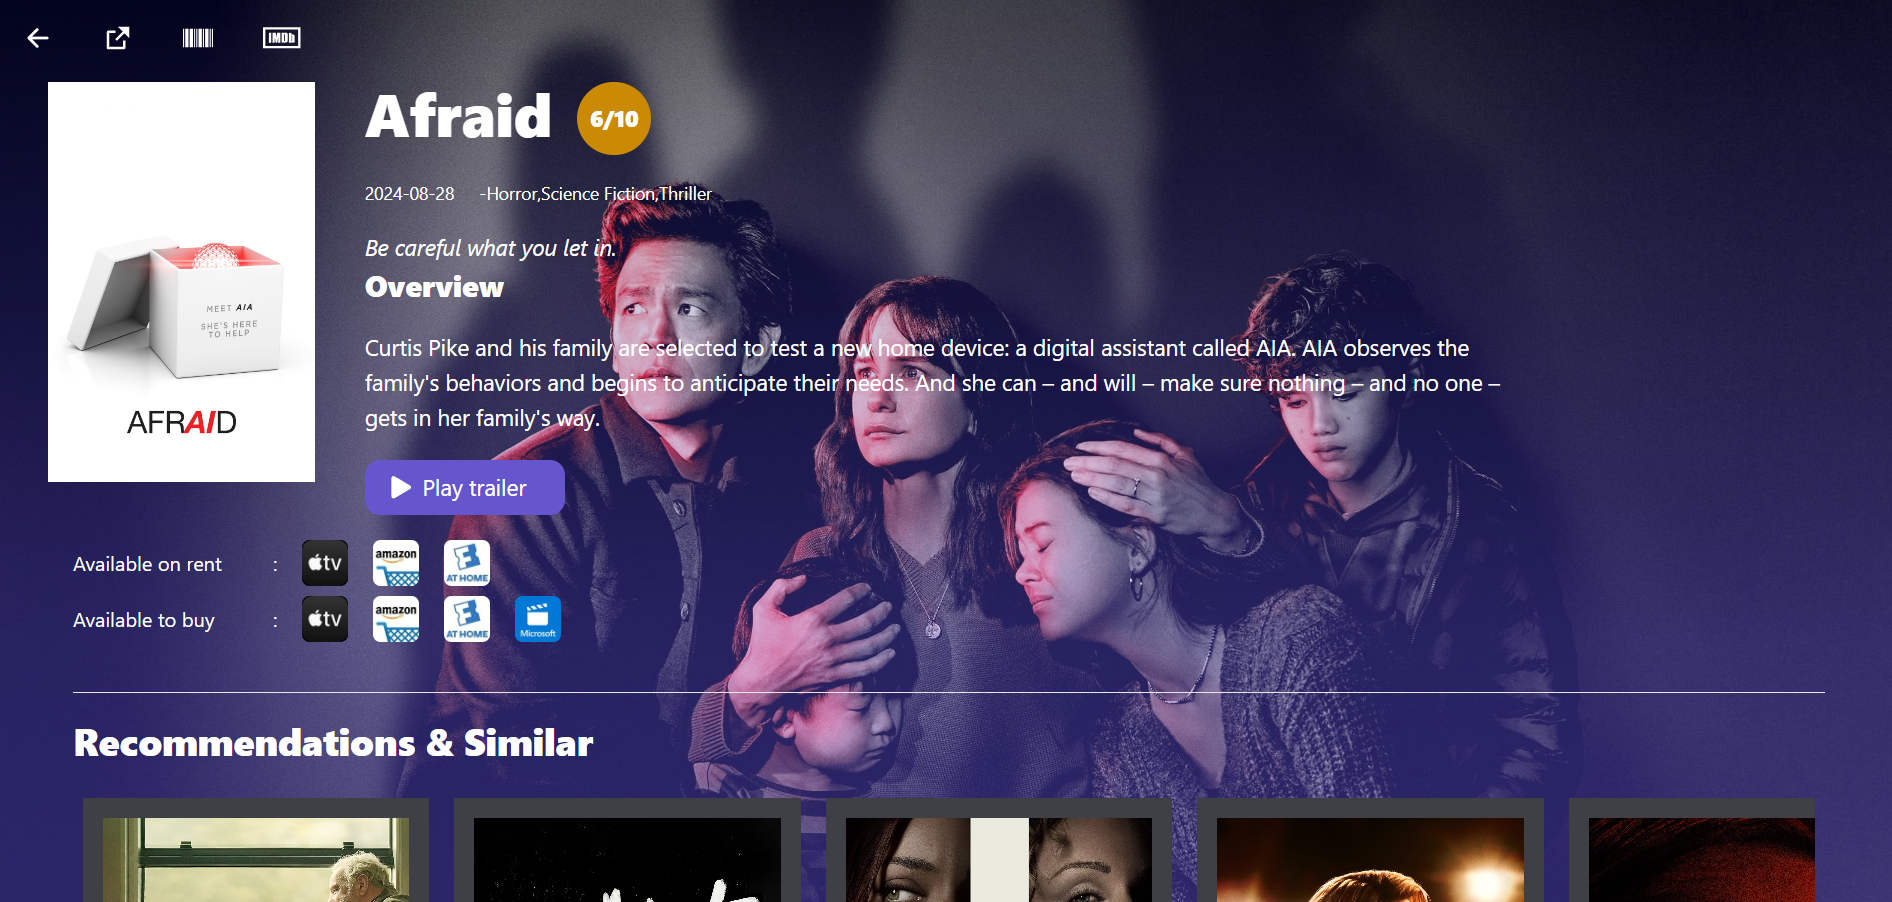 IMDb
Afraid
6/10
2024-08-28 -Horror,Science Fiction,Thriller
Be careful what you let in.
Overview
Curtis Pike and his family are selected to test a new home device: a digital assistant called AIA. AIA observes the
family's behaviors and begins to anticipate their needs. And she can – and will – make sure nothing – and no one –
gets in her family's way.
Play trailer
MEET AIA
SHE'S HERE
TO HELP
AFRAID
Available on rent :
tv
amazon
AT HOME
Available to buy :
tv
amazon
AT HOME
Microsoft
Recommendations & Similar